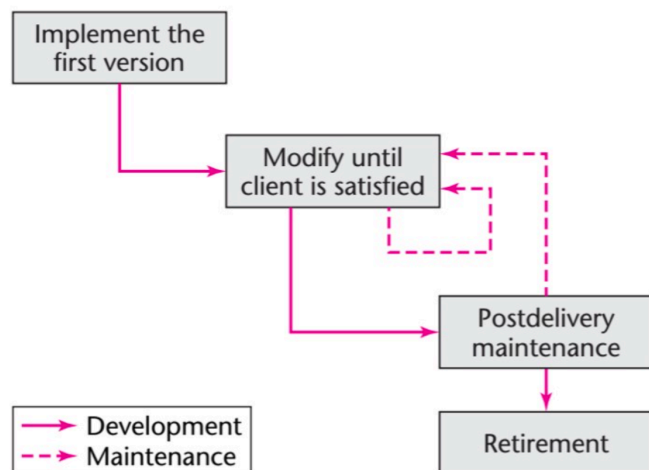 Implement the
first version
Modify until
client is satisfied
Postdelivery
maintenance
Development
Maintenance
Retirement